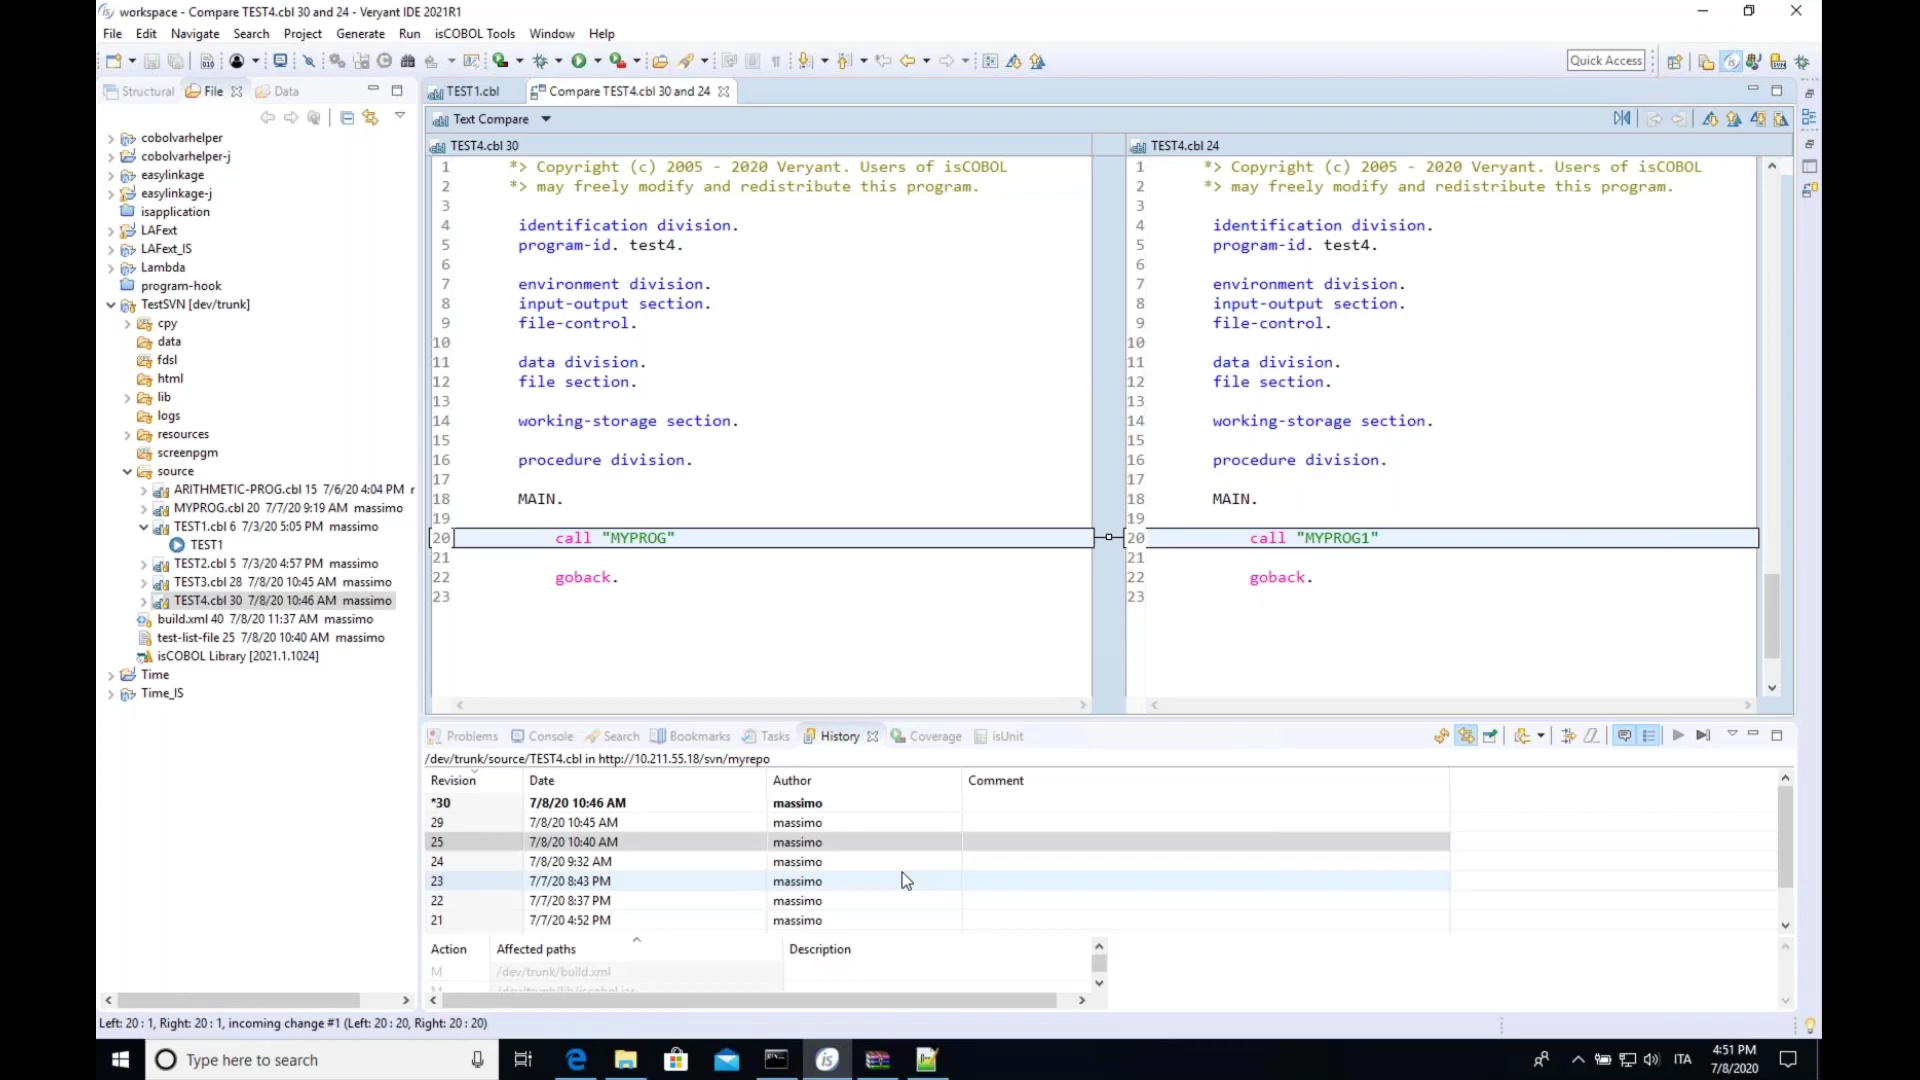 workspace - Compare TEST4.cbl 30 and 24 - Veryant IDE 2021R1
File Edit Navigate Search Project Generate Run isCOBOL Tools Window Help
Quick Access
Structural File Data
TEST1.cbl Compare TEST4.cbl 30 and 24
Text Compare
TEST4.cbl 30 TEST4.cbl 24
cobolvarhelper
cobolvarhelper-j
easylinkage
easylinkage-j
isapplication
LAFext
LAFext_IS
Lambda
program-hook
TestSVN [dev/trunk]
cpy
data
fdsl
html
lib
logs
resources
screenpgm
source
ARITHMETIC-PROG.cbl 15 7/6/20 4:04 PM
MYPROG.cbl 20 7/7/20 9:19 AM massimo
TEST1.cbl 6 7/3/20 5:05 PM massimo
TEST1
TEST2.cbl 5 7/3/20 4:57 PM massimo
TEST3.cbl 28 7/8/20 10:45 AM massimo
TEST4.cbl 30 7/8/20 10:46 AM massimo
build.xml 40 7/8/20 11:37 AM massimo
test-list-file 25 7/8/20 10:40 AM massimo
isCOBOL Library [2021.1.1024]
Time
Time_IS
1 *> Copyright (c) 2005 - 2020 Veryant. Users of isCOBOL
2 *> may freely modify and redistribute this program.
3
4 identification division.
5 program-id. test4.
6
7 environment division.
8 input-output section.
9 file-control.
10
11 data division.
12 file section.
13
14 working-storage section.
15
16 procedure division.
17
18 MAIN.
19
20 call "MYPROG"
21
22 goback.
23
1 *> Copyright (c) 2005 - 2020 Veryant. Users of isCOBOL
2 *> may freely modify and redistribute this program.
3
4 identification division.
5 program-id. test4.
6
7 environment division.
8 input-output section.
9 file-control.
10
11 data division.
12 file section.
13
14 working-storage section.
15
16 procedure division.
17
18 MAIN.
19
20 call "MYPROG1"
21
22 goback.
23
Problems Console Search Bookmarks Tasks History Coverage isUnit
/dev/trunk/source/TEST4.cbl in http://10.211.55.18/svn/myrepo
Revision Date Author Comment
*30 7/8/20 10:46 AM massimo
29 7/8/20 10:45 AM massimo
25 7/8/20 10:40 AM massimo
24 7/8/20 9:32 AM massimo
23 7/7/20 8:43 PM massimo
22 7/7/20 8:37 PM massimo
21 7/7/20 4:52 PM massimo
Action Affected paths Description
M /dev/trunk/build.xml
Left: 20 : 1, Right: 20 : 1, incoming change #1 (Left: 20 : 20, Right: 20 : 20)
Type here to search
ITA
4:51 PM
7/8/2020